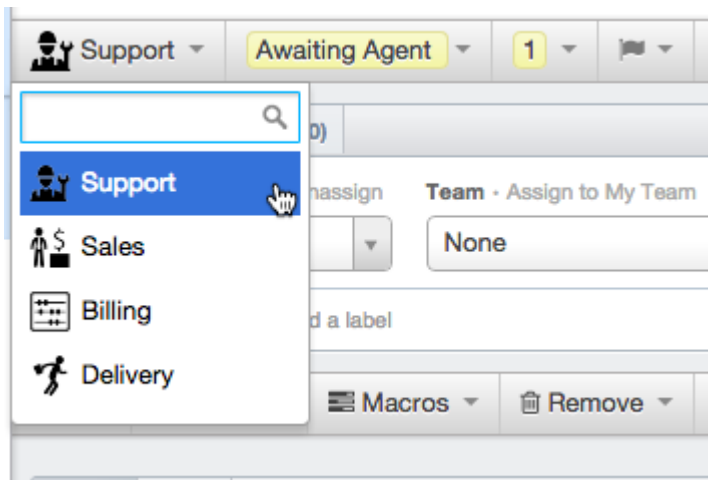 Support Awaiting Agent 1
0)
Support
nassign Team · Assign to My Team
Sales
None
Billing
d a label
Delivery
Macros Remove